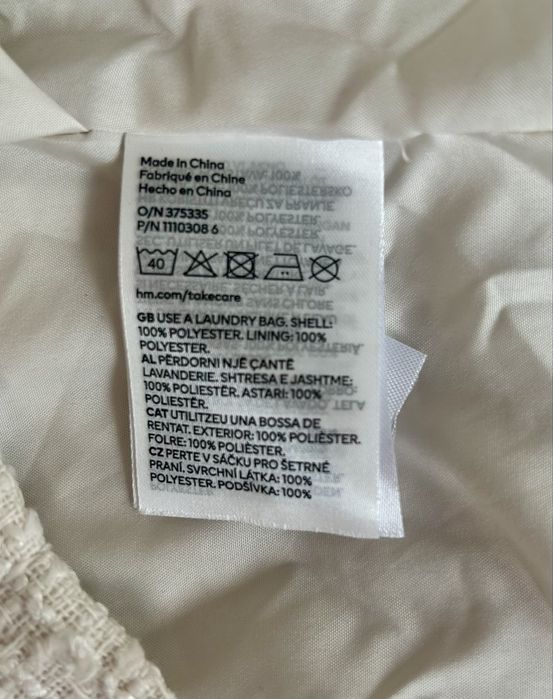 Made in China
Fabriqué en Chine
Hecho en China
O/N 375335
P/N 1110308 6
40
hm.com/takecare
GB USE A LAUNDRY BAG. SHELL:
100% POLYESTER. LINING: 100%
POLYESTER.
AL PËRDORNI NJË ÇANTË
LAVANDERIE. SHTRESA E JASHTME:
100% POLIESTËR. ASTARI: 100%
POLIESTËR.
CAT UTILITZEU UNA BOSSA DE
RENTAT. EXTERIOR: 100% POLIÈSTER.
FOLRE: 100% POLIÈSTER.
CZ PERTE V SÁČKU PRO ŠETRNÉ
PRANÍ. SVRCHNÍ LÁTKA: 100%
POLYESTER. PODŠÍVKA: 100%